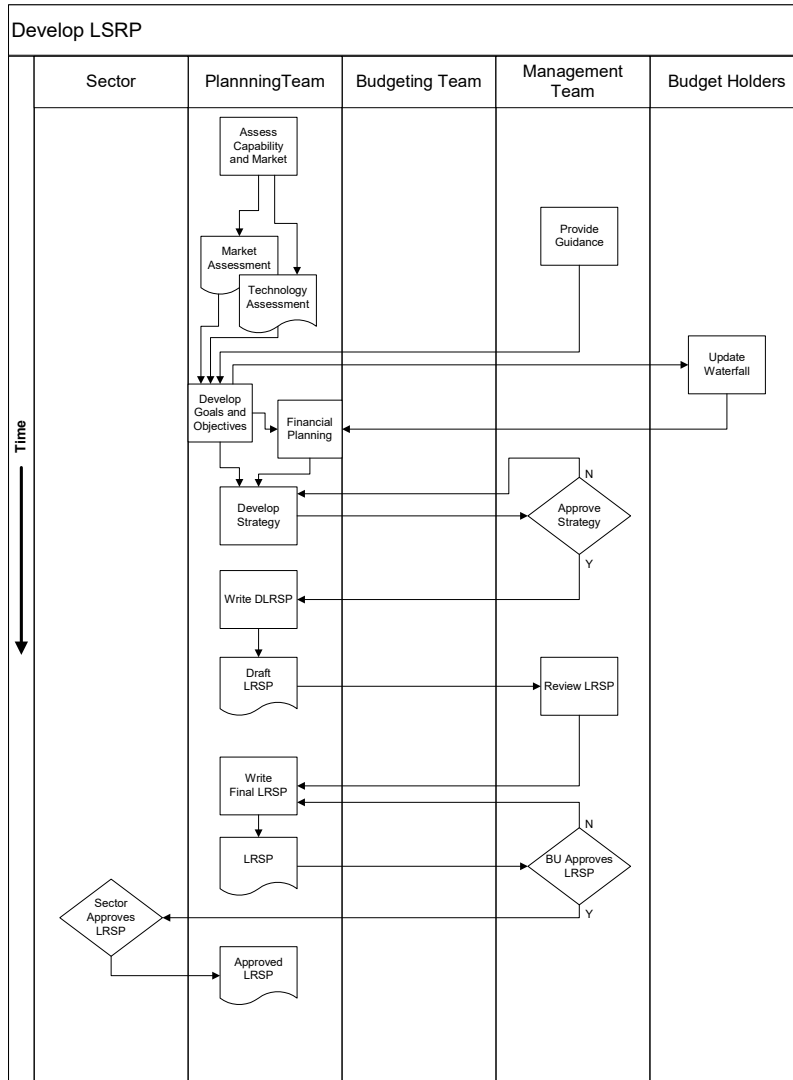 Develop LSRP
Sector
PlannningTeam
Budgeting Team
Management
Team
Budget Holders
Time
Assess
Capability
and Market
Provide
Guidance
Market
Assessment
Technology
Assessment
Update
Waterfall
Develop
Goals and
Objectives
Financial
Planning
N
Develop
Strategy
Approve
Strategy
Y
Write DLRSP
Draft
LRSP
Review LRSP
Write
Final LRSP
N
LRSP
BU Approves
LRSP
Y
Sector
Approves
LRSP
Approved
LRSP